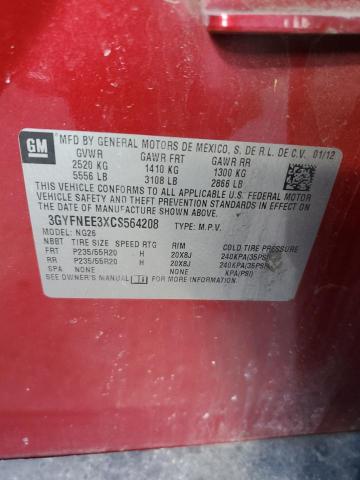 GM
MFD BY GENERAL MOTORS DE MEXICO, S. DE R.L. DE C.V. 01/12
GVWR GAWR FRT GAWR RR
2520 KG 1410 KG 1300 KG
5556 LB 3108 LB 2866 LB
THIS VEHICLE CONFORMS TO ALL APPLICABLE U.S. FEDERAL MOTOR
VEHICLE SAFETY, BUMPER, AND THEFT PREVENTION STANDARDS
IN EFFECT ON THE DATE OF MANUFACTURE
SHOWN ABOVE.
3GYFNEE3XCS564208 TYPE: M.P.V.
MODEL: NG26
NBBT TIRE SIZE SPEED RTG RIM COLD TIRE PRESSURE
FRT P235/55R20 H 20X8J 240KPA(35PSI)
RR P235/55R20 H 20X8J 240KPA(35PSI)
SPA NONE KPA(PSI)
SEE OWNER'S MANUAL FOR MORE INFORMATION.